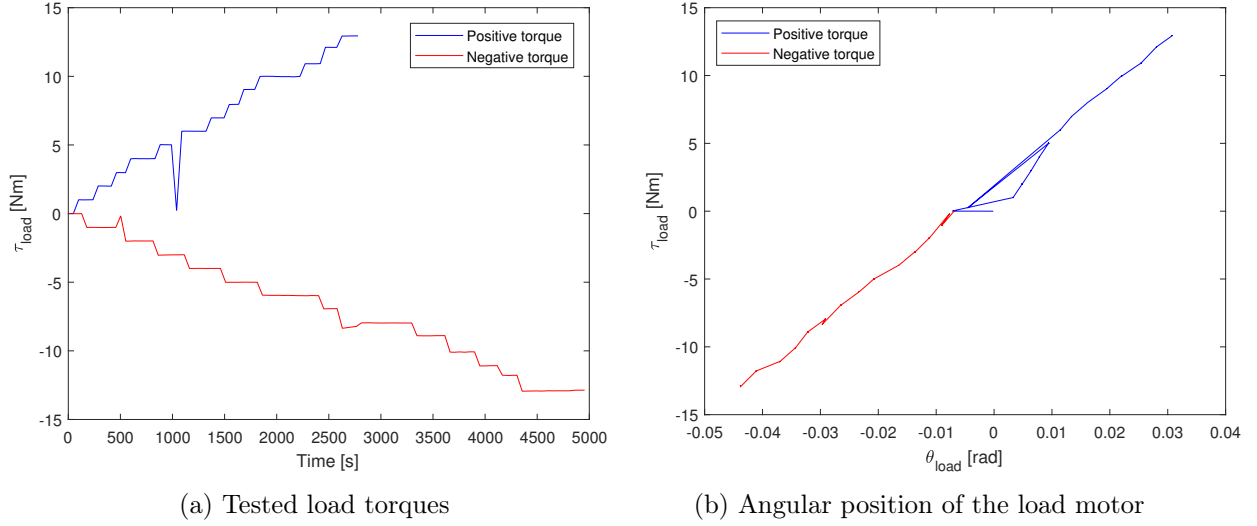 15
10
5
0
-5
-10
-15
τload [Nm]
0 500 1000 1500 2000 2500 3000 3500 4000 4500 5000
Time [s]
Positive torque
Negative torque
(a) Tested load torques
15
10
5
0
-5
-10
-15
τload [Nm]
-0.05 -0.04 -0.03 -0.02 -0.01 0 0.01 0.02 0.03 0.04
θload [rad]
Positive torque
Negative torque
(b) Angular position of the load motor